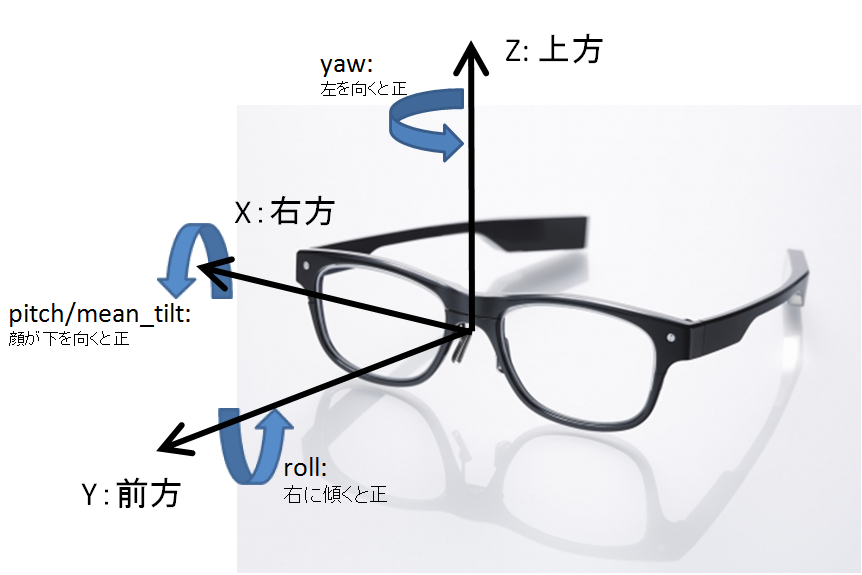 yaw:
左を向くと正
Z: 上方
X：右方
pitch/mean_tilt:
顔が下を向くと正
roll:
右に傾くと正
Y：前方